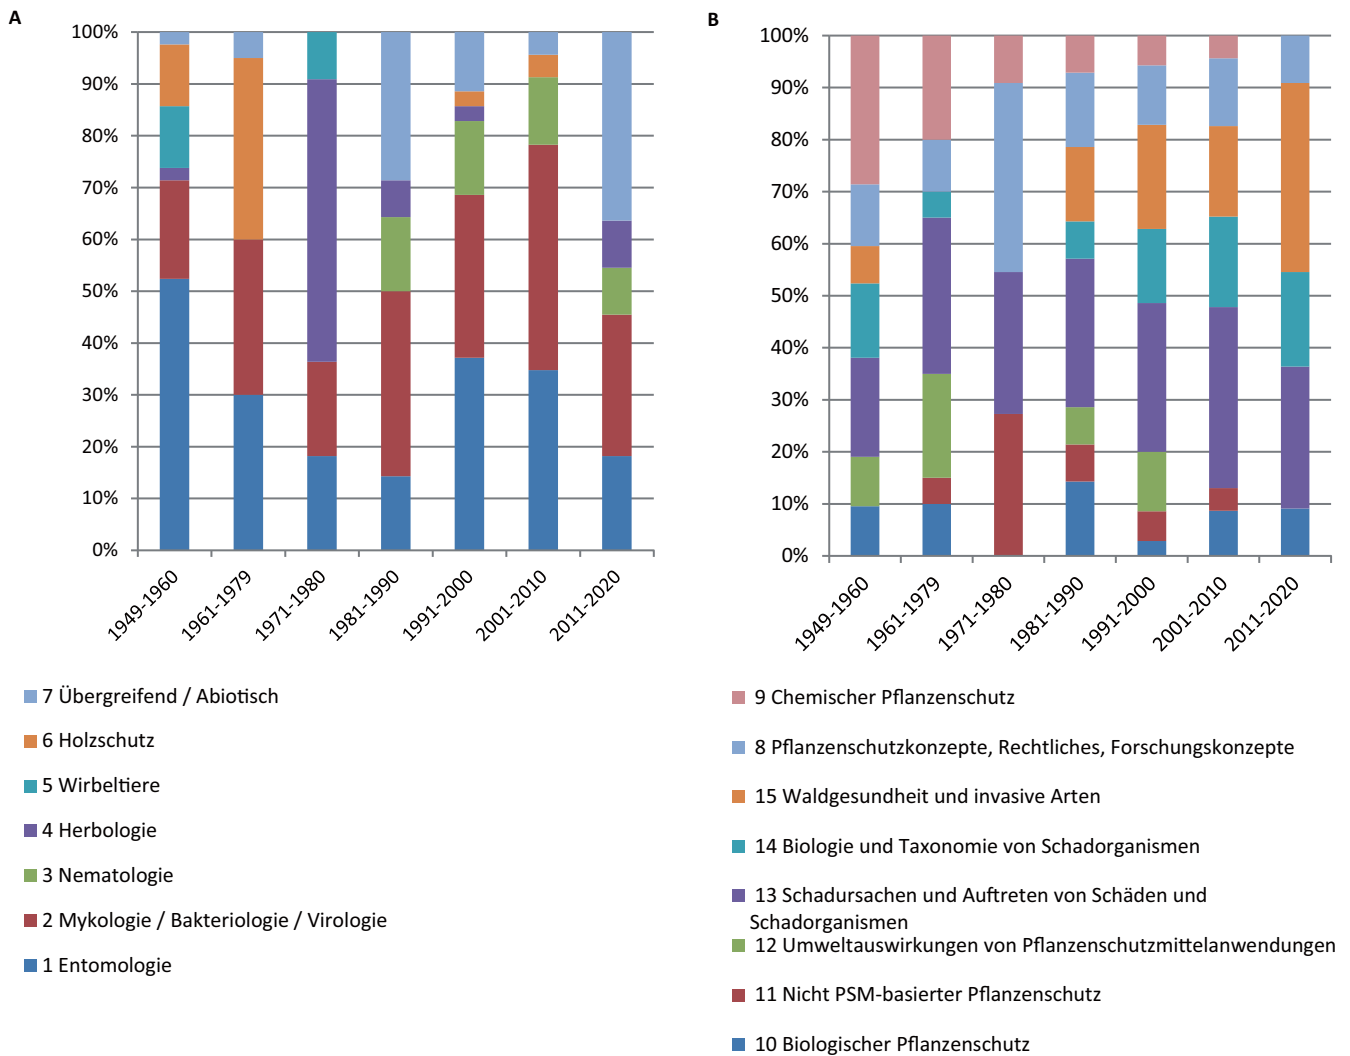 A
100%
90%
80%
70%
60%
50%
40%
30%
20%
10%
0%
1949-1960
1961-1979
1971-1980
1981-1990
1991-2000
2001-2010
2011-2020
7 Übergreifend / Abiotisch
6 Holzschutz
5 Wirbeltiere
4 Herbologie
3 Nematologie
2 Mykologie / Bakteriologie / Virologie
1 Entomologie
B
100%
90%
80%
70%
60%
50%
40%
30%
20%
10%
0%
1949-1960
1961-1979
1971-1980
1981-1990
1991-2000
2001-2010
2011-2020
9 Chemischer Pflanzenschutz
8 Pflanzenschutzkonzepte, Rechtliches, Forschungskonzepte
15 Waldgesundheit und invasive Arten
14 Biologie und Taxonomie von Schadorganismen
13 Schadursachen und Auftreten von Schäden und
Schadorganismen
12 Umweltauswirkungen von Pflanzenschutzmittelanwendungen
11 Nicht PSM-basierter Pflanzenschutz
10 Biologischer Pflanzenschutz